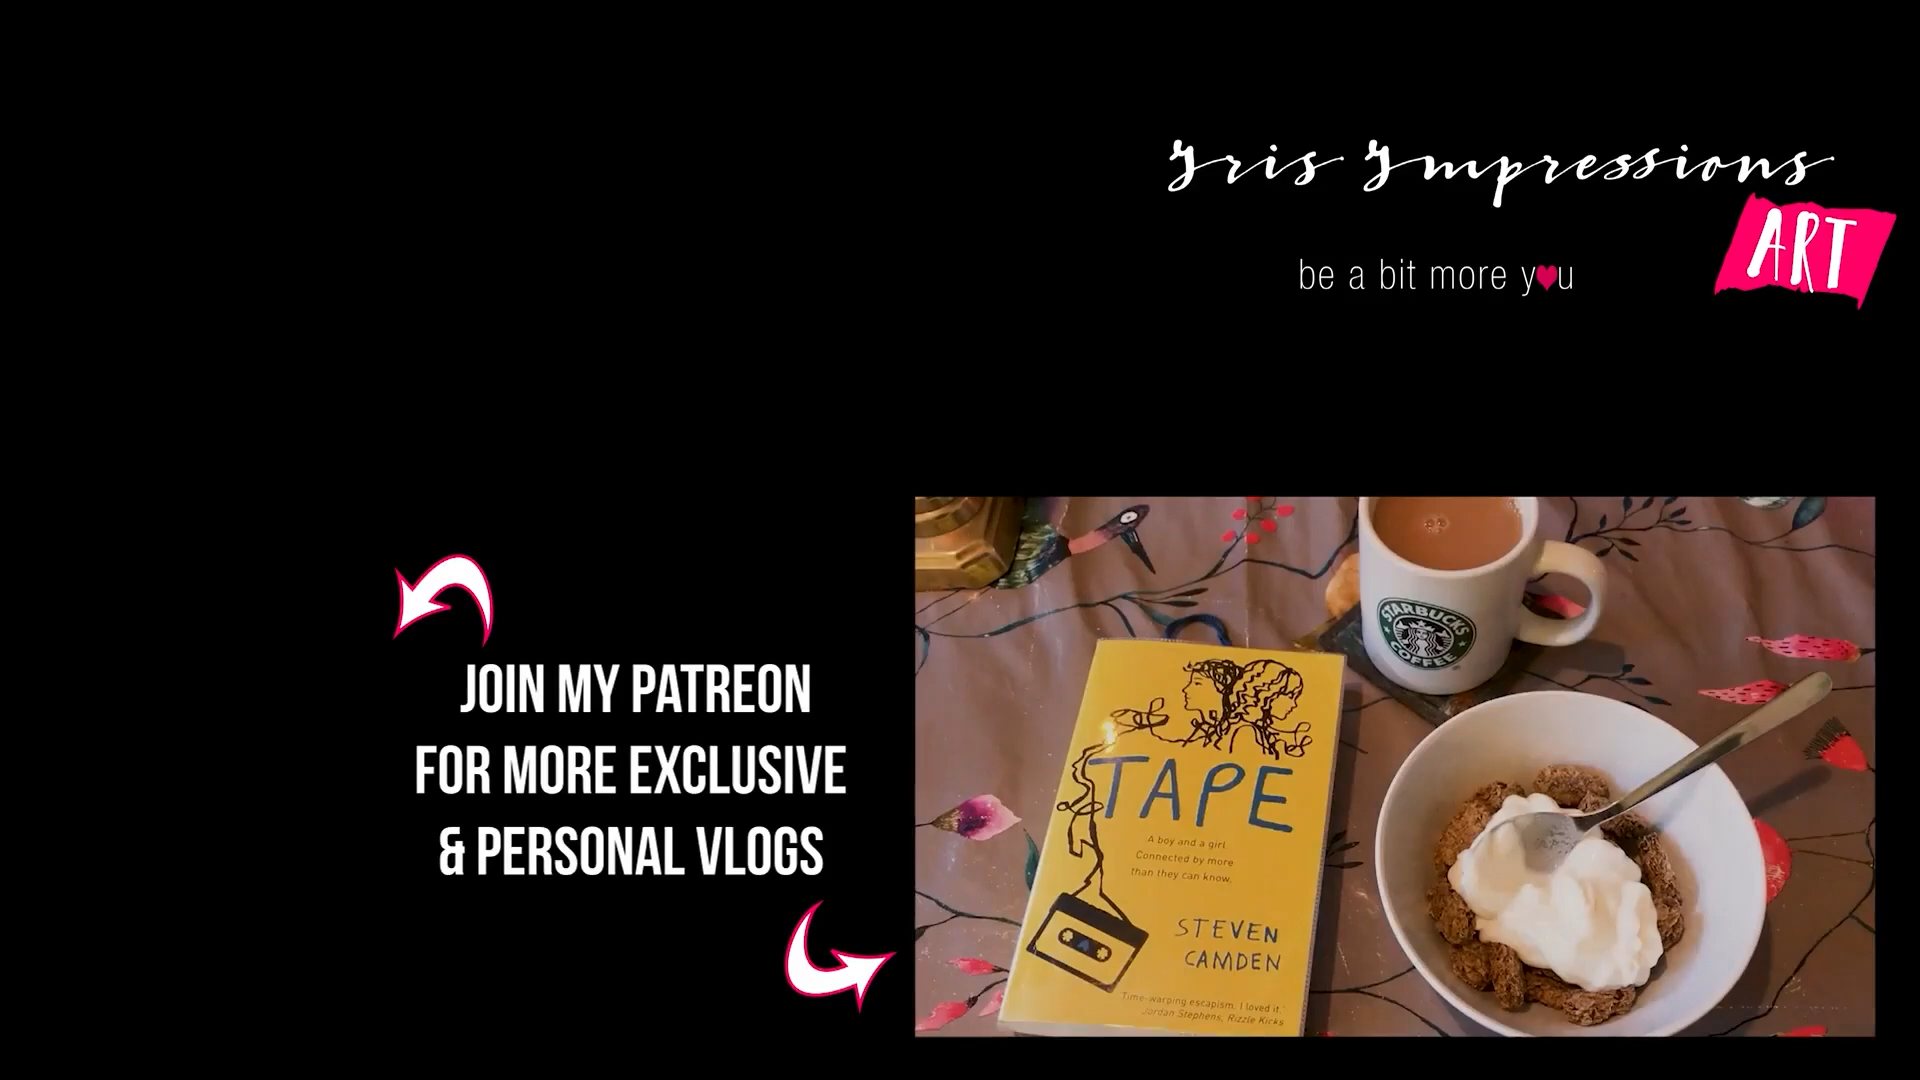 Iris Impressions
ART
be a bit more you
JOIN MY PATREON
FOR MORE EXCLUSIVE
& PERSONAL VLOGS
STARBUCKS
COFFEE
TAPE
A boy and a girl.
Connected by more
than they can know.
STEVEN
CAMDEN
'Time-warping escapism. I loved it.'
Jordan Stephens, Rizzle Kicks